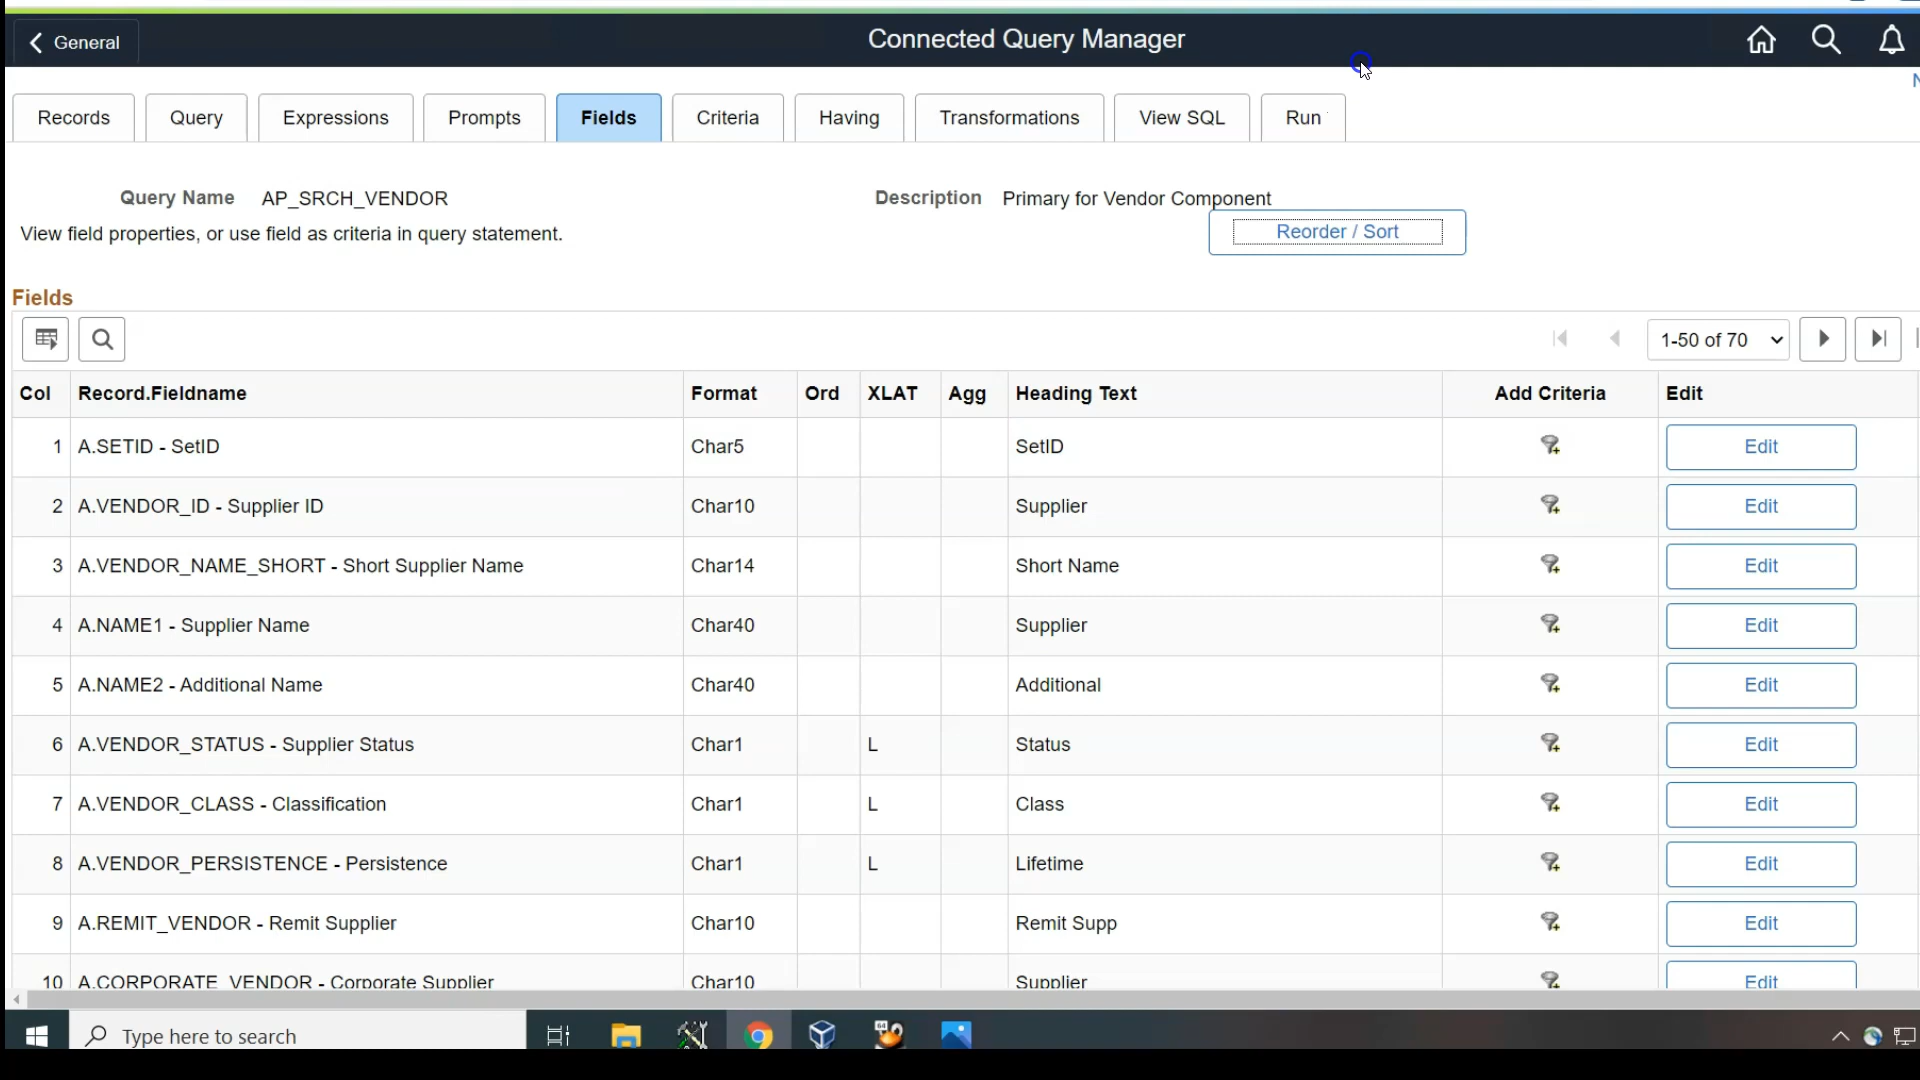 General
Connected Query Manager
Records Query Expressions Prompts Fields Criteria Having Transformations View SQL Run
Query Name AP_SRCH_VENDOR Description Primary for Vendor Component
View field properties, or use field as criteria in query statement. Reorder / Sort
Fields
1-50 of 70
Col Record.Fieldname Format Ord XLAT Agg Heading Text Add Criteria Edit
1 A.SETID - SetID Char5 SetID Edit
2 A.VENDOR_ID - Supplier ID Char10 Supplier Edit
3 A.VENDOR_NAME_SHORT - Short Supplier Name Char14 Short Name Edit
4 A.NAME1 - Supplier Name Char40 Supplier Edit
5 A.NAME2 - Additional Name Char40 Additional Edit
6 A.VENDOR_STATUS - Supplier Status Char1 L Status Edit
7 A.VENDOR_CLASS - Classification Char1 L Class Edit
8 A.VENDOR_PERSISTENCE - Persistence Char1 L Lifetime Edit
9 A.REMIT_VENDOR - Remit Supplier Char10 Remit Supp Edit
10 A.CORPORATE_VENDOR - Corporate Supplier Char10 Supplier Edit
Type here to search